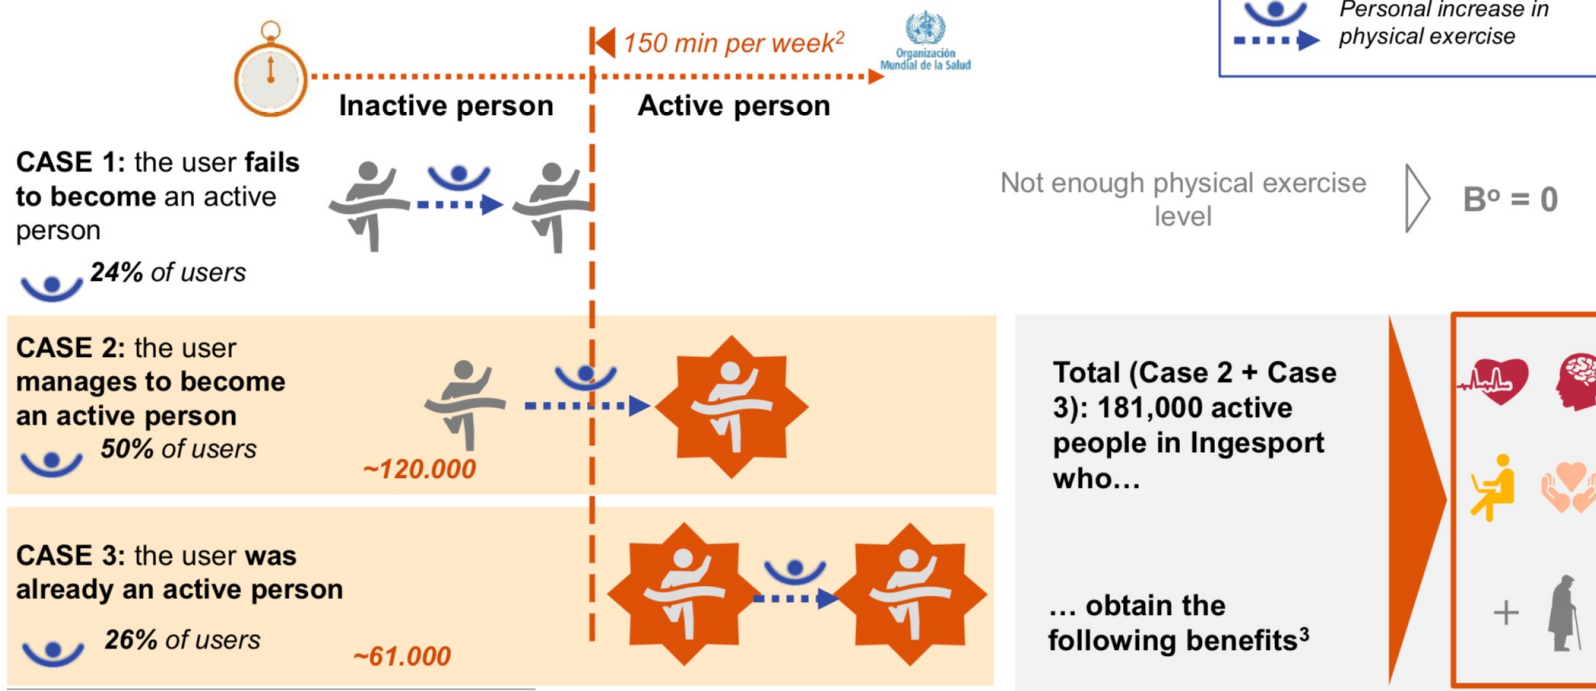 Personal increase in
physical exercise
150 min per week²
Organización
Mundial de la Salud
Inactive person
Active person
CASE 1: the user fails
to become an active
person
24% of users
Not enough physical exercise
level
Bº = 0
CASE 2: the user
manages to become
an active person
50% of users
~120.000
CASE 3: the user was
already an active person
26% of users
~61.000
Total (Case 2 + Case
3): 181,000 active
people in Ingesport
who…
… obtain the
following benefits³
+